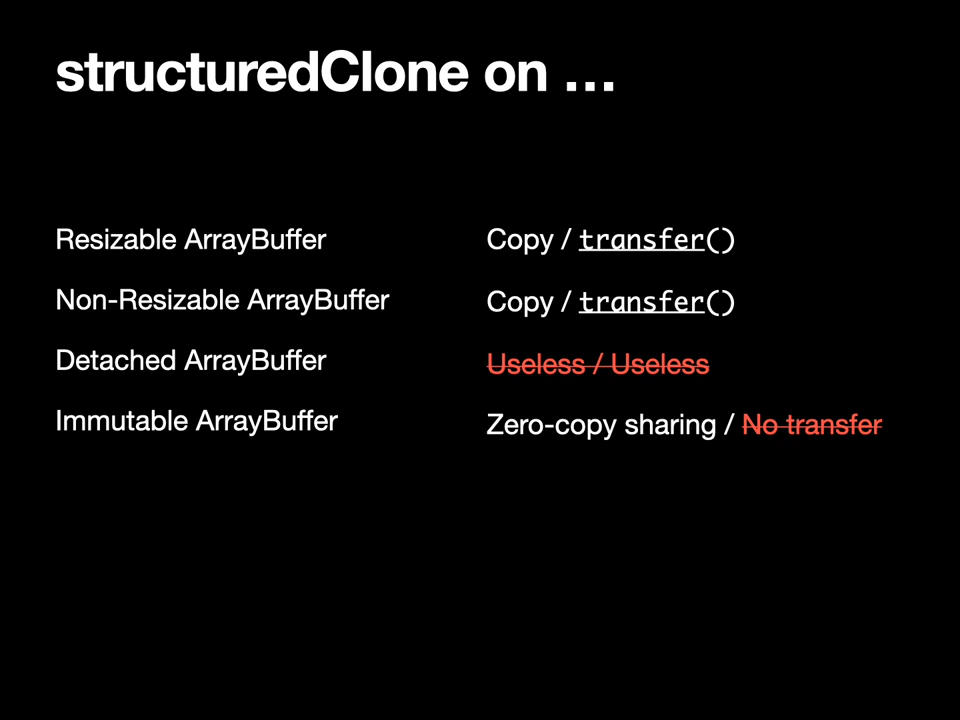 structuredClone on …
Resizable ArrayBuffer Copy / transfer()
Non-Resizable ArrayBuffer Copy / transfer()
Detached ArrayBuffer Useless / Useless
Immutable ArrayBuffer Zero-copy sharing / No transfer